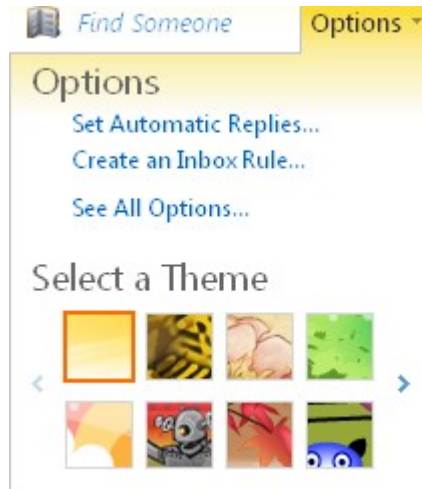 Find Someone
Options
Options
Set Automatic Replies...
Create an Inbox Rule...
See All Options...
Select a Theme